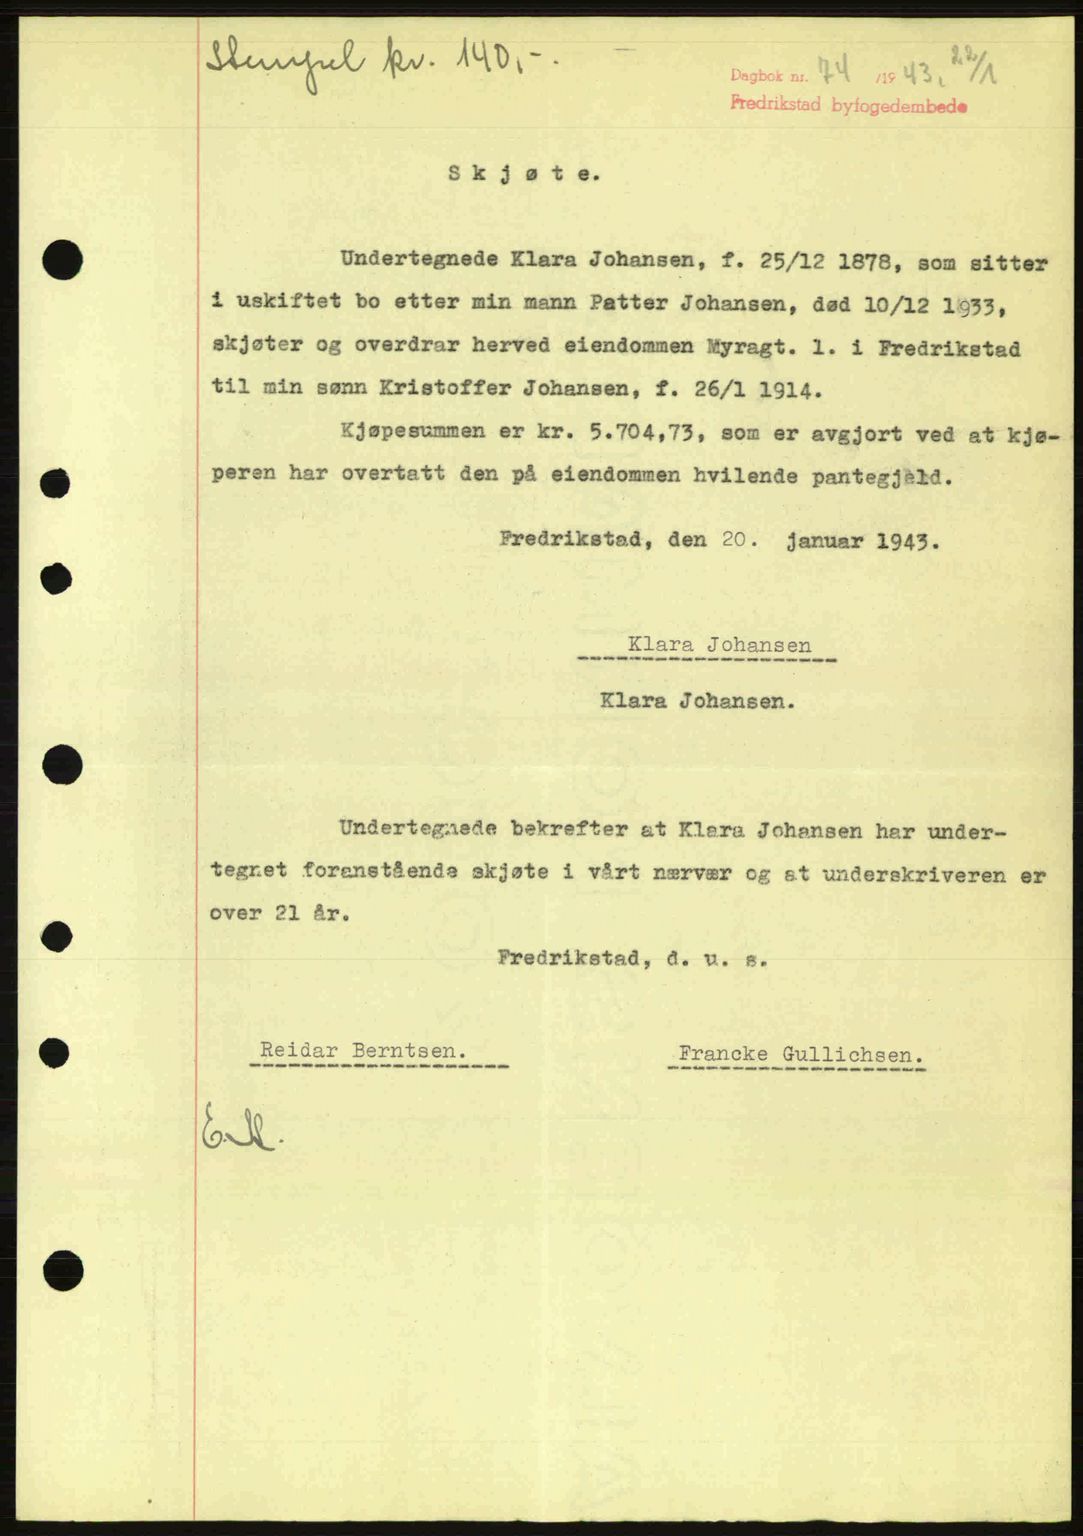 Stempel kr. 140,-.
Dagbok nr. 74 /1943, 22/1
Fredrikstad byfogedembede
Skjøte.
Undertegnede Klara Johansen, f. 25/12 1878, som sitter
i uskiftet bo etter min mann Petter Johansen, død 10/12 1933,
skjøter og overdrar herved eiendommen Myragt. 1. i Fredrikstad
til min sønn Kristoffer Johansen, f. 26/1 1914.
Kjøpesummen er kr. 5.704,73, som er avgjort ved at kjø-
peren har overtatt den på eiendommen hvilende pantegjeld.
Fredrikstad, den 20. januar 1943.
Klara Johansen
Klara Johansen.
Undertegnede bekrefter at Klara Johansen har under-
tegnet foranstående skjøte i vårt nærvær og at underskriveren er
over 21 år.
Fredrikstad, d. u. s.
Reidar Berntsen. Francke Gullichsen.